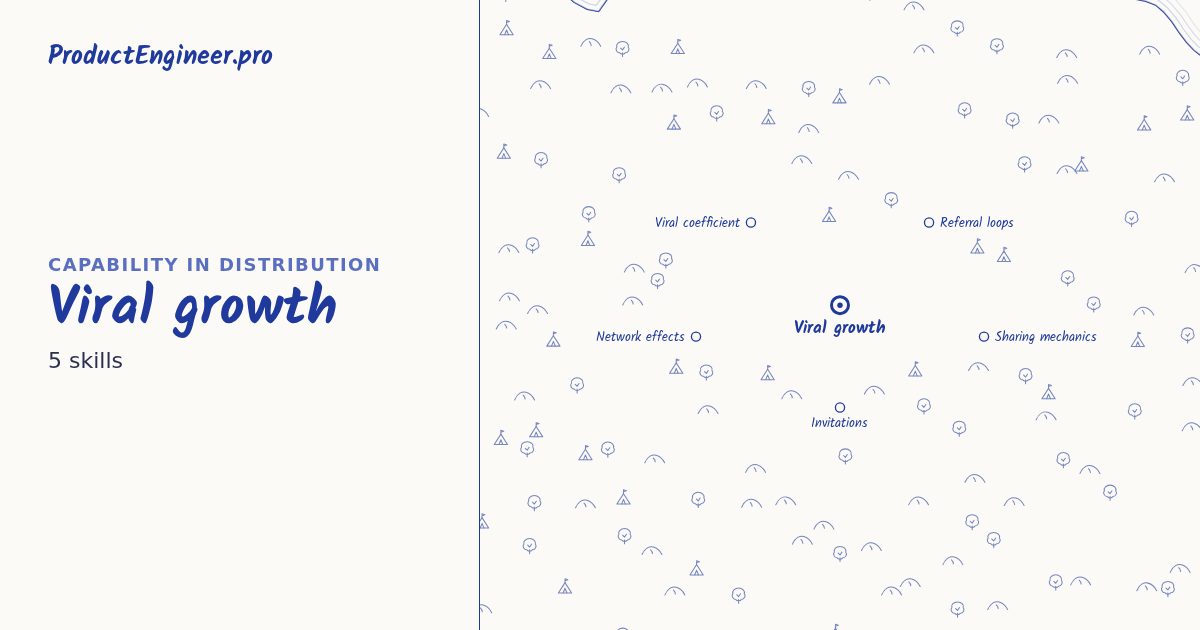 ProductEngineer.pro
CAPABILITY IN DISTRIBUTION
Viral growth
5 skills
Viral coefficient
Referral loops
Viral growth
Network effects
Sharing mechanics
Invitations